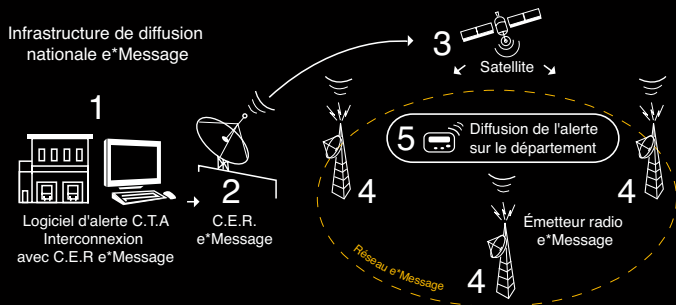 Infrastructure de diffusion
nationale e*Message
1
Logiciel d'alerte C.T.A
Interconnexion
avec C.E.R e*Message
2
C.E.R.
e*Message
3
Satellite
5
Diffusion de l'alerte
sur le département
4
4
4
Émetteur radio
e*Message
Réseau e*Message